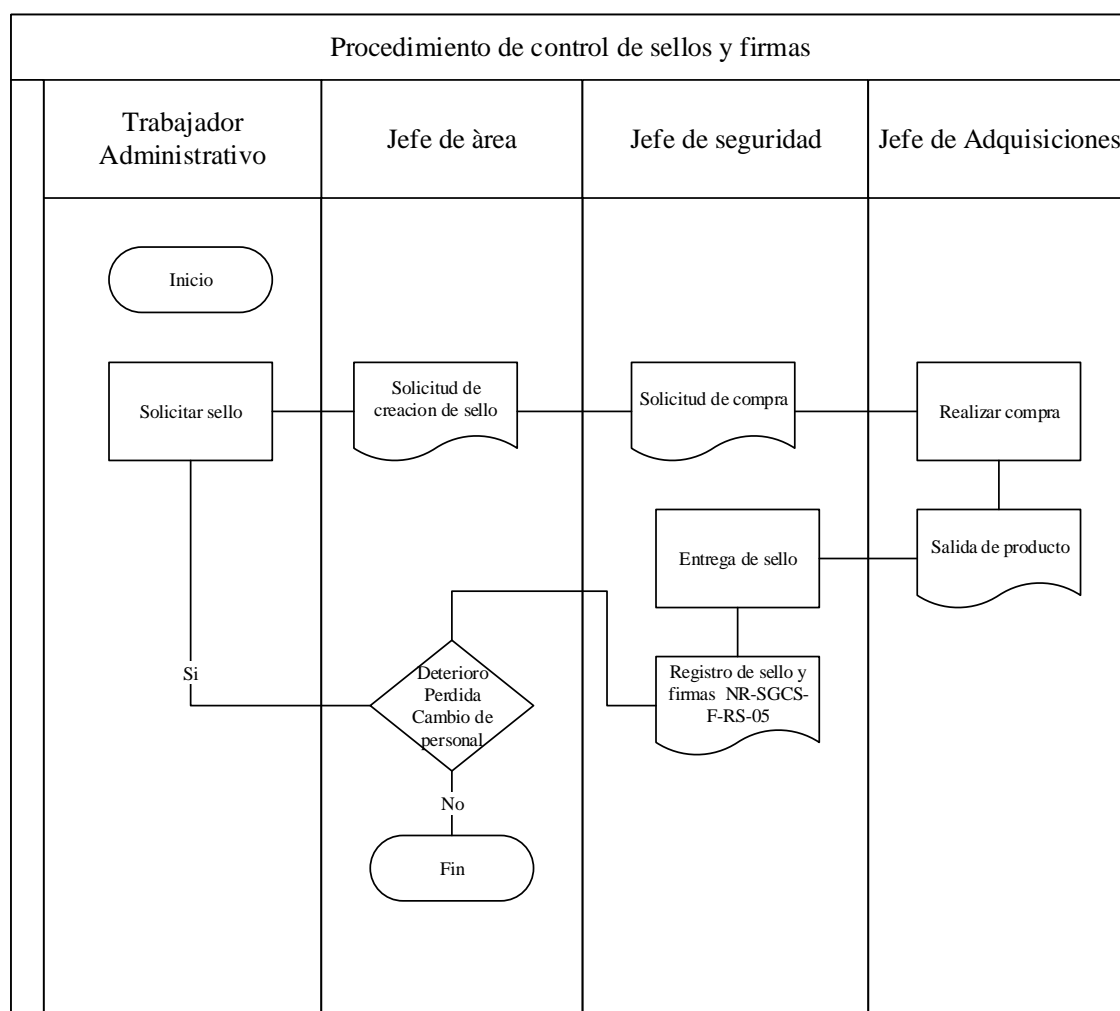 Procedimiento de control de sellos y firmas
Trabajador
Administrativo
Jefe de àrea
Jefe de seguridad
Jefe de Adquisiciones
Inicio
Solicitar sello
Solicitud de
creacion de sello
Solicitud de compra
Realizar compra
Entrega de sello
Salida de producto
Si
Deterioro
Perdida
Cambio de
personal
Registro de sello y
firmas NR-SGCS-
F-RS-05
No
Fin